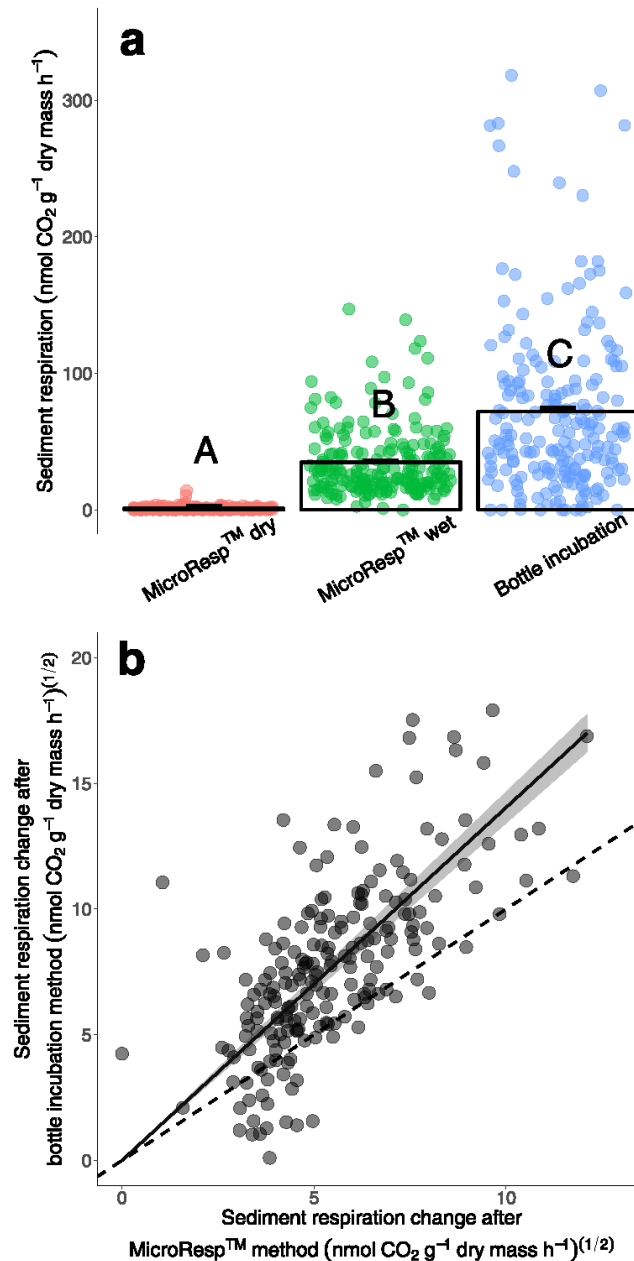 a
Sediment respiration (nmol CO₂ g⁻¹ dry mass h⁻¹)
300
200
100
0
A
B
C
MicroResp™ dry
MicroResp™ wet
Bottle incubation
b
Sediment respiration change after
bottle incubation method (nmol CO₂ g⁻¹ dry mass h⁻¹)⁽¹/²⁾
20
15
10
5
0
0 5 10
Sediment respiration change after
MicroResp™ method (nmol CO₂ g⁻¹ dry mass h⁻¹)⁽¹/²⁾